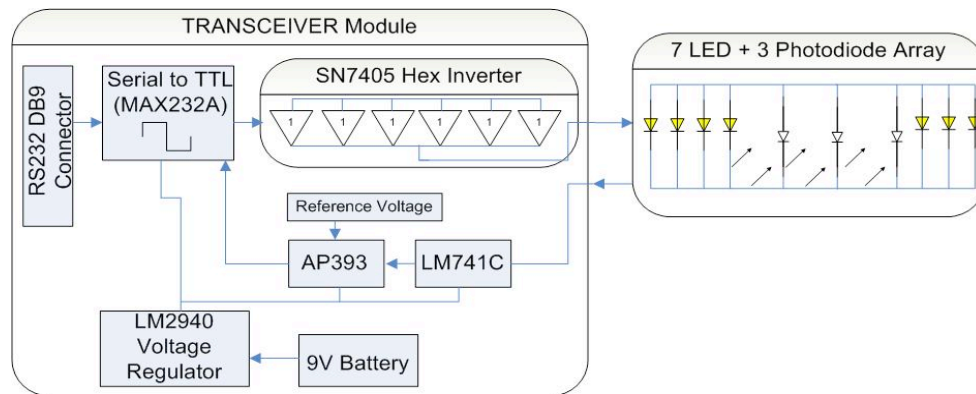 TRANSCEIVER Module
RS232 DB9
Connector
Serial to TTL
(MAX232A)
SN7405 Hex Inverter
1 1 1 1 1 1
Reference Voltage
AP393
LM741C
LM2940
Voltage
Regulator
9V Battery
7 LED + 3 Photodiode Array